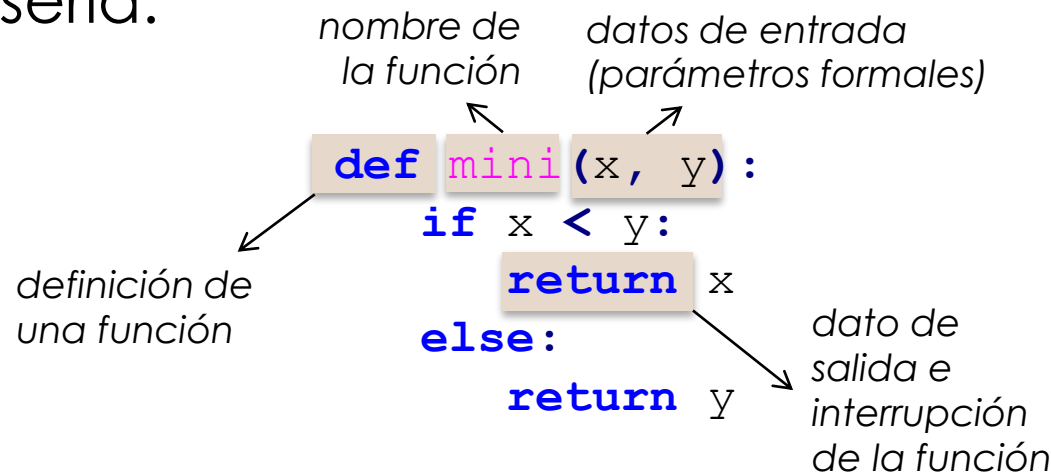 sería:
nombre de
la función
datos de entrada
(parámetros formales)
def mini(x, y):
if x < y:
return x
else:
return y
definición de
una función
dato de
salida e
interrupción
de la función